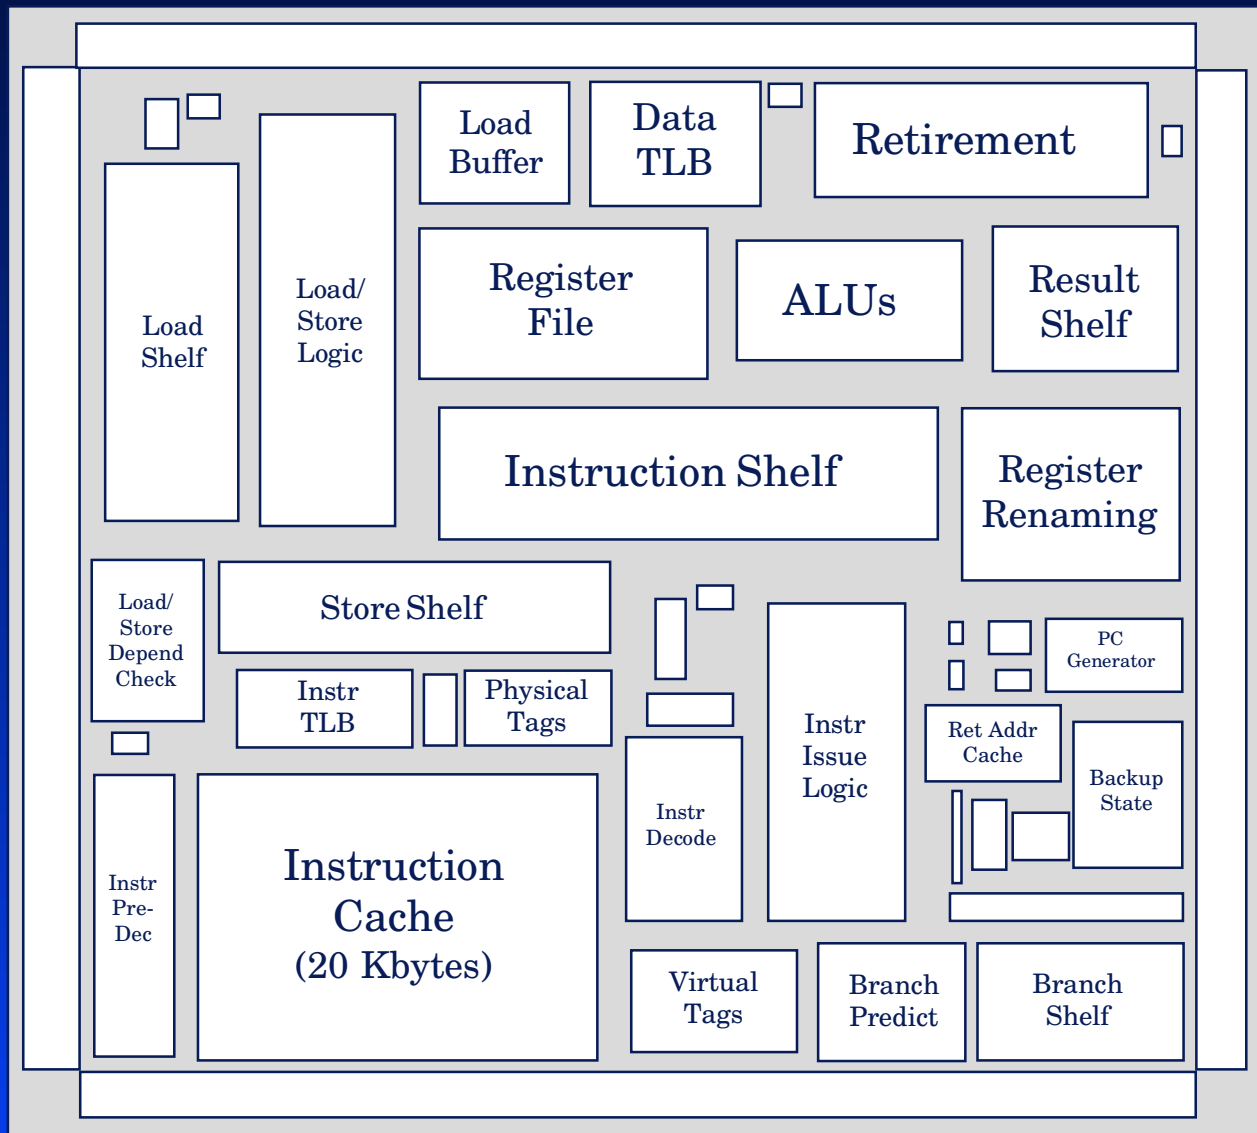 Load
Buffer
Data
TLB
Retirement
Load
Shelf
Load/
Store
Logic
Register
File
ALUs
Result
Shelf
Instruction Shelf
Register
Renaming
Load/
Store
Depend
Check
Store Shelf
Instr
TLB
Physical
Tags
Instr
Issue
Logic
PC
Generator
Ret Addr
Cache
Backup
State
Instr
Decode
Instr
Pre-
Dec
Instruction
Cache
(20 Kbytes)
Virtual
Tags
Branch
Predict
Branch
Shelf